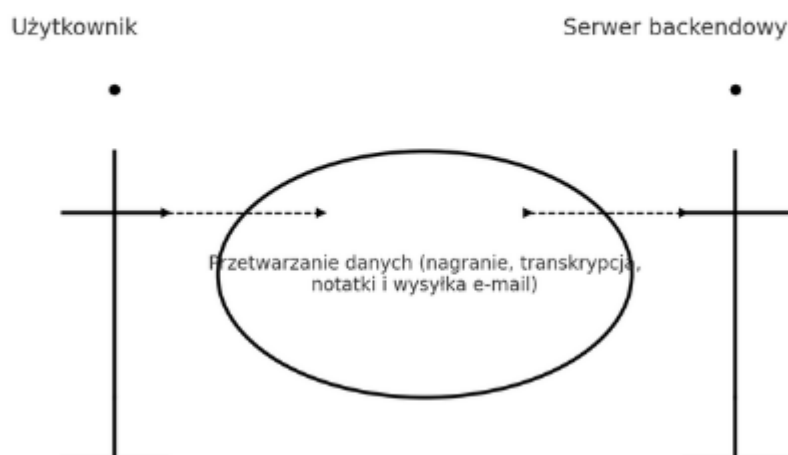 Użytkownik
Serwer backendowy
Przetwarzanie danych (nagranie, transkrypcja,
notatki i wysyłka e-mail)